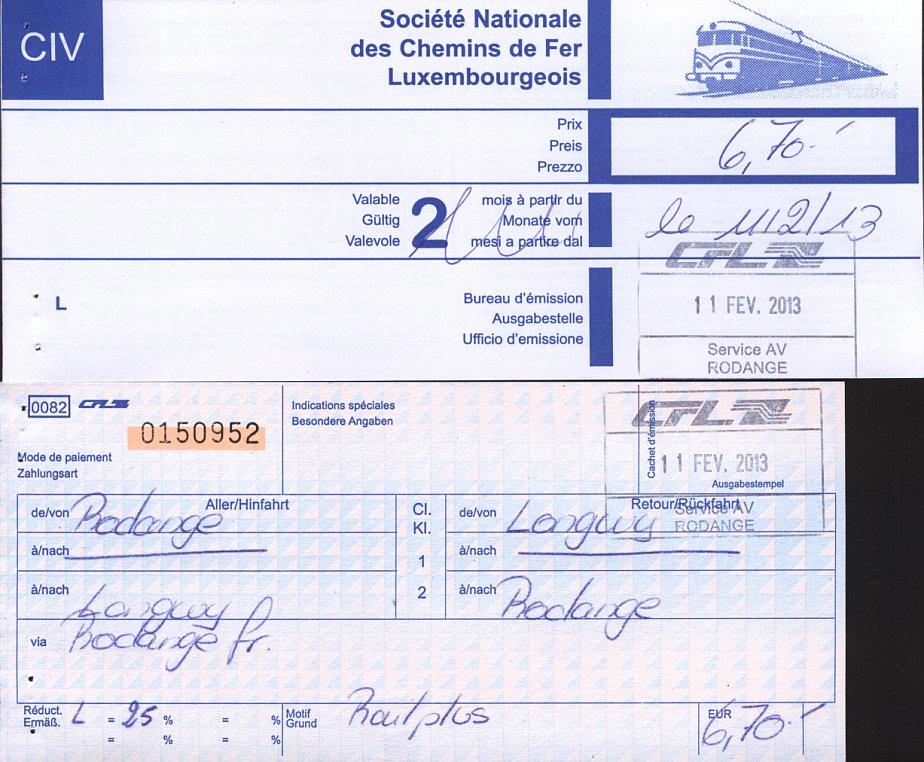 CIV
Société Nationale
des Chemins de Fer
Luxembourgeois
Prix
Preis
Prezzo
6,70.-
Valable
Gültig
Valevole
2
mois à partir du
Monate vom
mesi a partire dal
le 11/2/13
CFL
11 FEV. 2013
Service AV
RODANGE
L
Bureau d'émission
Ausgabestelle
Ufficio d'emissione
0082 CFL
0150952
Indications spéciales
Besondere Angaben
Cachet d'émission
CFL
11 FEV. 2013
Ausgabestempel
Service AV
RODANGE
Mode de paiement
Zahlungsart
Aller/Hinfahrt
Cl.
Kl.
1
2
Retour/Rückfahrt
de/von Rodange
à/nach
à/nach Longwy
via Rodange fr.
de/von Longwy
à/nach
à/nach Rodange
Réduct.
Ermäß.
L = 25 % = %
= % = %
Motif
Grund
EUR
6,70.-